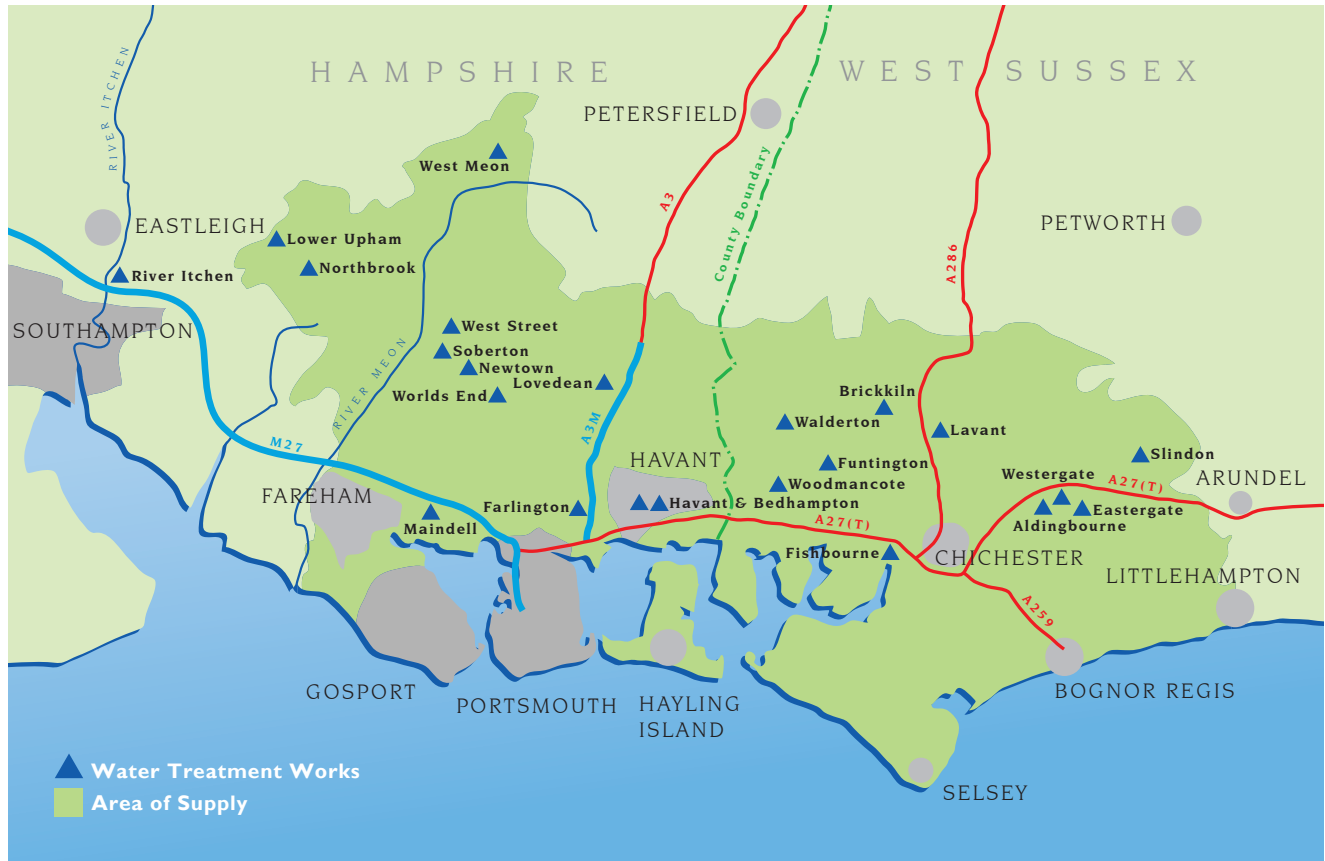 HAMPSHIRE
WEST SUSSEX
RIVER ITCHEN
PETERSFIELD
West Meon
A3
County Boundary
EASTLEIGH
PETWORTH
Lower Upham
A286
Northbrook
River Itchen
SOUTHAMPTON
West Street
Soberton
Newtown
Lovedean
Worlds End
RIVER MEON
Brickkiln
Walderton
Lavant
A3M
M27
HAVANT
Funtington
Slindon
Westergate
ARUNDEL
Woodmancote
A27(T)
FAREHAM
Farlington
Havant & Bedhampton
Eastergate
Maindell
Aldingbourne
A27(T)
Fishbourne
CHICHESTER
LITTLEHAMPTON
A259
GOSPORT
PORTSMOUTH
HAYLING
ISLAND
BOGNOR REGIS
SELSEY
Water Treatment Works
Area of Supply